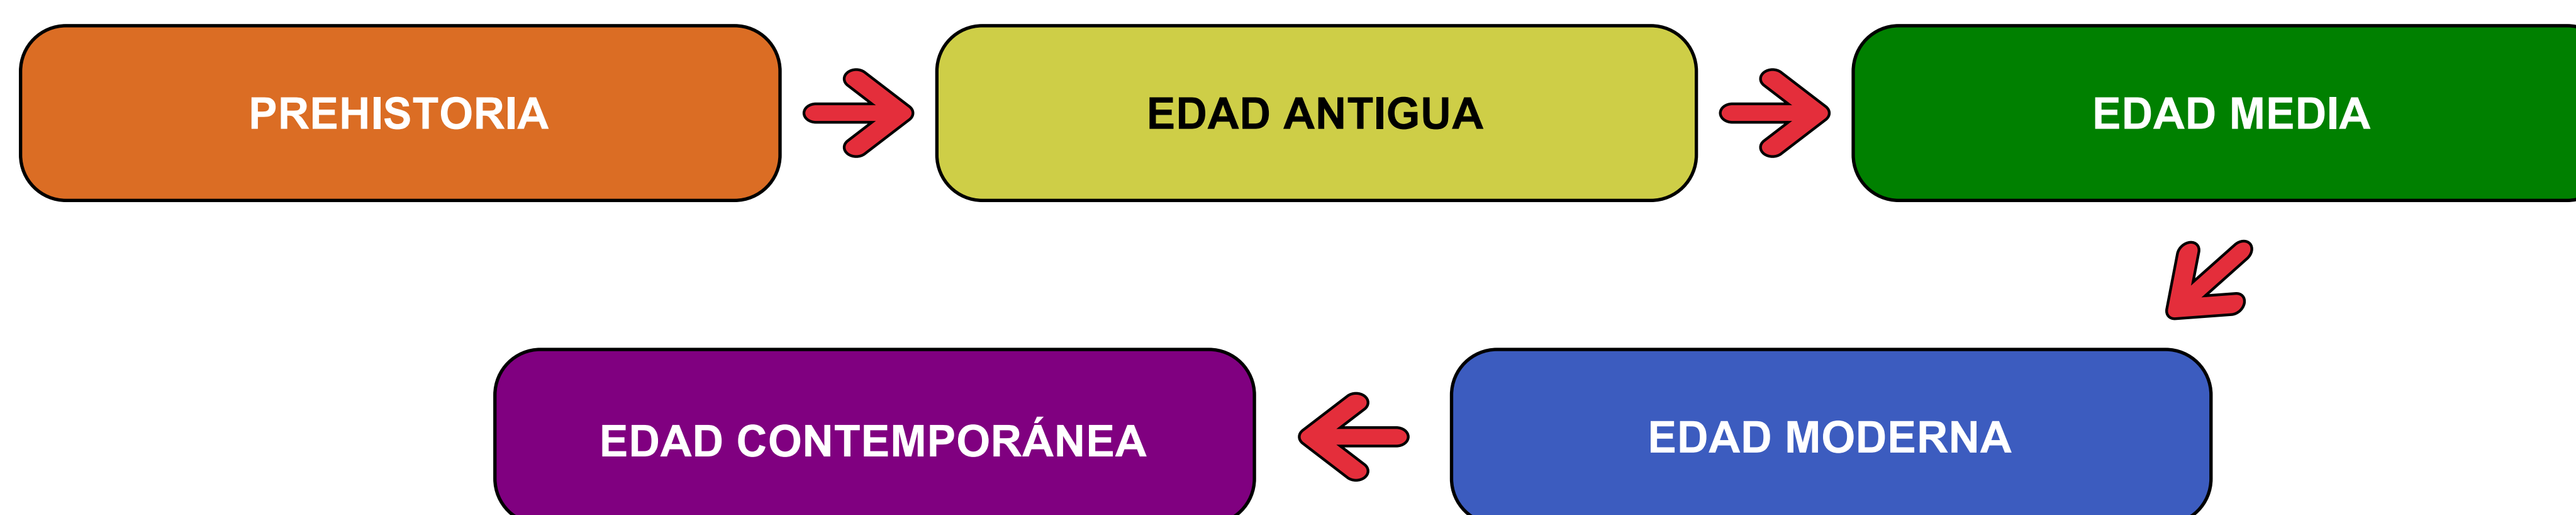 PREHISTORIA
EDAD ANTIGUA
EDAD MEDIA
EDAD MODERNA
EDAD CONTEMPORÁNEA